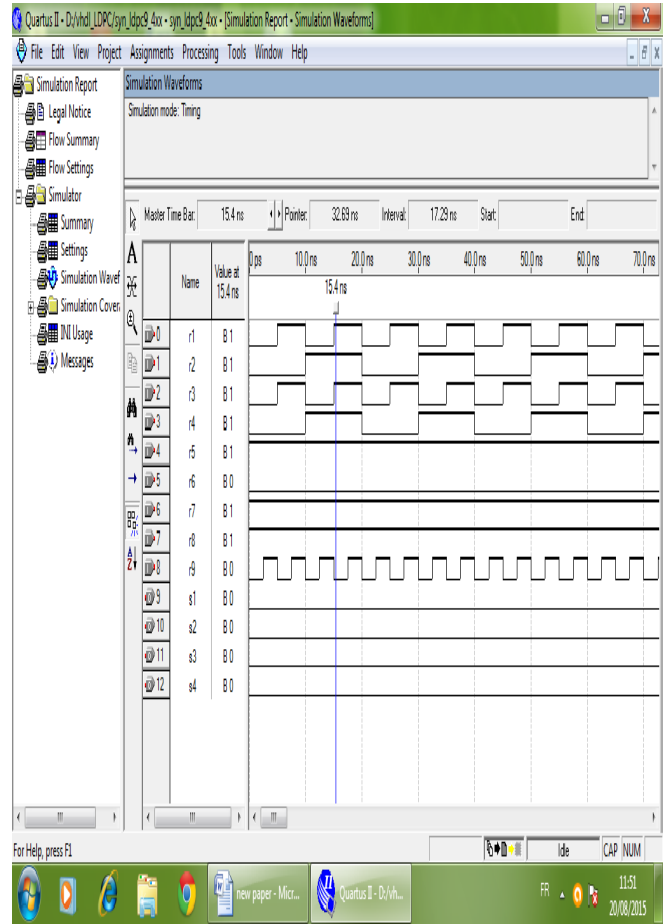 Quartus II - D:/vhdl_LDPC/syn_ldpc9_4xx - syn_ldpc9_4xx - [Simulation Report - Simulation Waveforms]
File Edit View Project Assignments Processing Tools Window Help
Simulation Report
Legal Notice
Flow Summary
Flow Settings
Simulator
Summary
Settings
Simulation Wavef
Simulation Covera
INI Usage
Messages
Simulation Waveforms
Simulation mode: Timing
Master Time Bar: 15.4 ns Pointer: 32.69 ns Interval: 17.29 ns Start: End:
Name Value at 15.4 ns
0 ps 10.0 ns 20.0 ns 30.0 ns 40.0 ns 50.0 ns 60.0 ns 70.0 ns
15.4 ns
0 r1 B 1
1 r2 B 1
2 r3 B 1
3 r4 B 1
4 r5 B 1
5 r6 B 0
6 r7 B 1
7 r8 B 1
8 r9 B 0
9 s1 B 0
10 s2 B 0
11 s3 B 0
12 s4 B 0
For Help, press F1
Idle CAP NUM
new paper - Micr...
Quartus II - D:/vh...
FR
11:51
20/08/2015